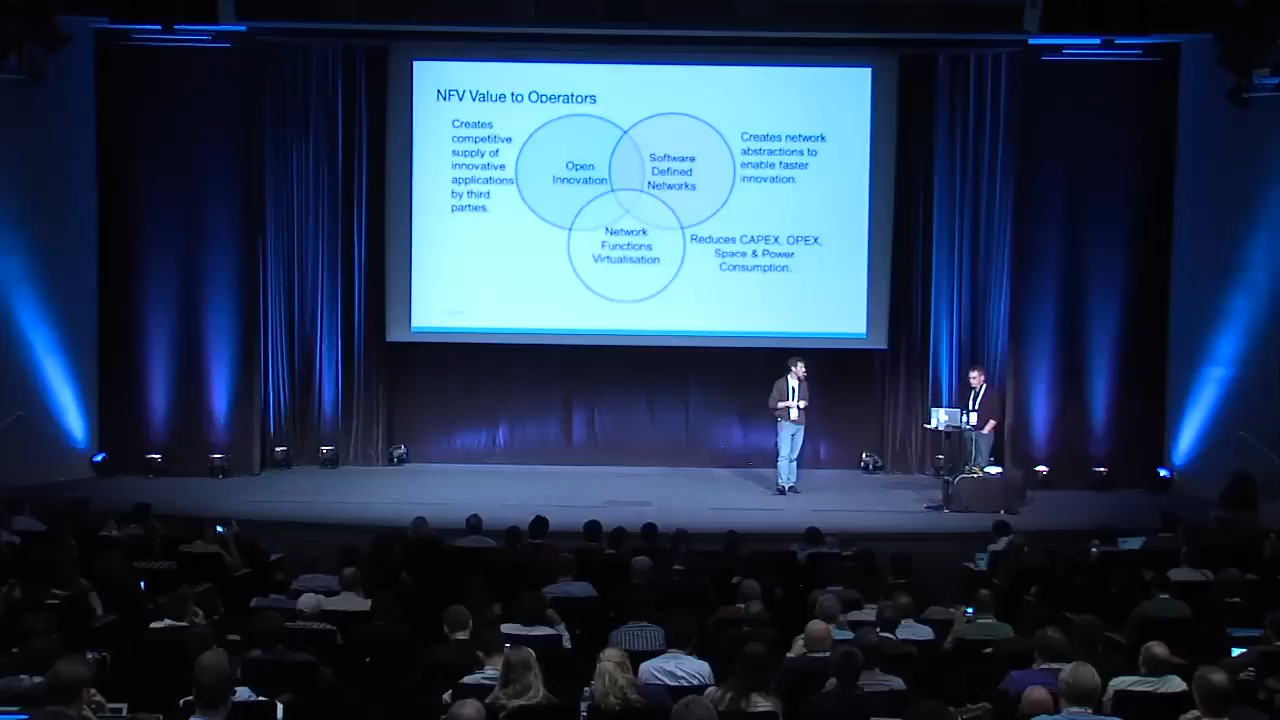 NFV Value to Operators
Creates
competitive
supply of
innovative
applications
by third
parties.
Open
Innovation
Software
Defined
Networks
Creates network
abstractions to
enable faster
innovation.
Network
Functions
Virtualisation
Reduces CAPEX, OPEX,
Space & Power
Consumption.